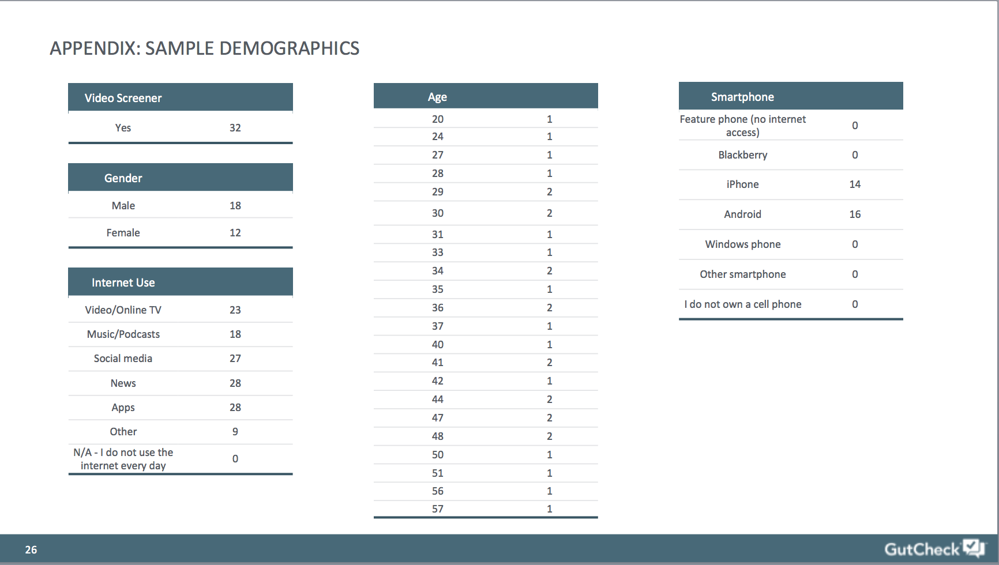 APPENDIX: SAMPLE DEMOGRAPHICS
Video Screener
Yes 32
Gender
Male 18
Female 12
Internet Use
Video/Online TV 23
Music/Podcasts 18
Social media 27
News 28
Apps 28
Other 9
N/A - I do not use the
internet every day 0
Age
20 1
24 1
27 1
28 1
29 2
30 2
31 1
33 1
34 2
35 1
36 2
37 1
40 1
41 2
42 1
44 2
47 2
48 2
50 1
51 1
56 1
57 1
Smartphone
Feature phone (no internet
access) 0
Blackberry 0
iPhone 14
Android 16
Windows phone 0
Other smartphone 0
I do not own a cell phone 0
26
GutCheck